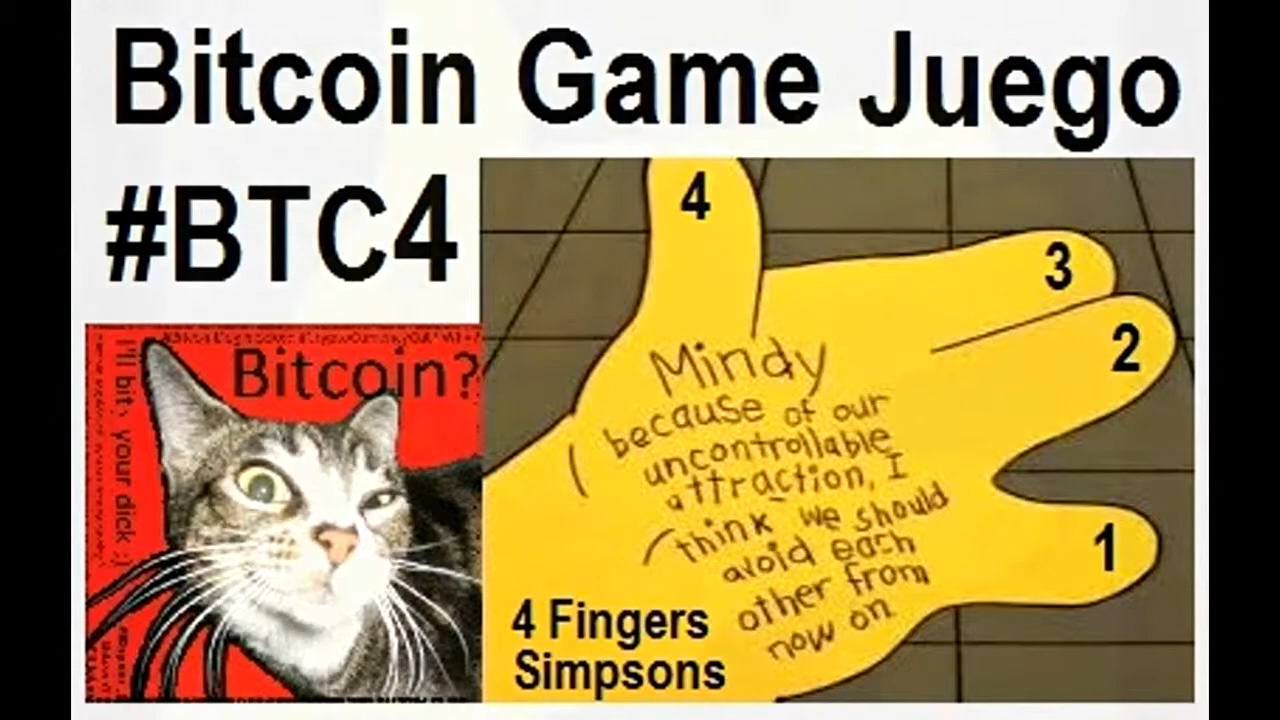 Bitcoin Game Juego
#BTC4
4
3
2
1
Bitcoin?
I'll bit, your dick :)
Mindy
because of our
uncontrollable
attraction, I
think we should
avoid each
other from
now on
4 Fingers
Simpsons